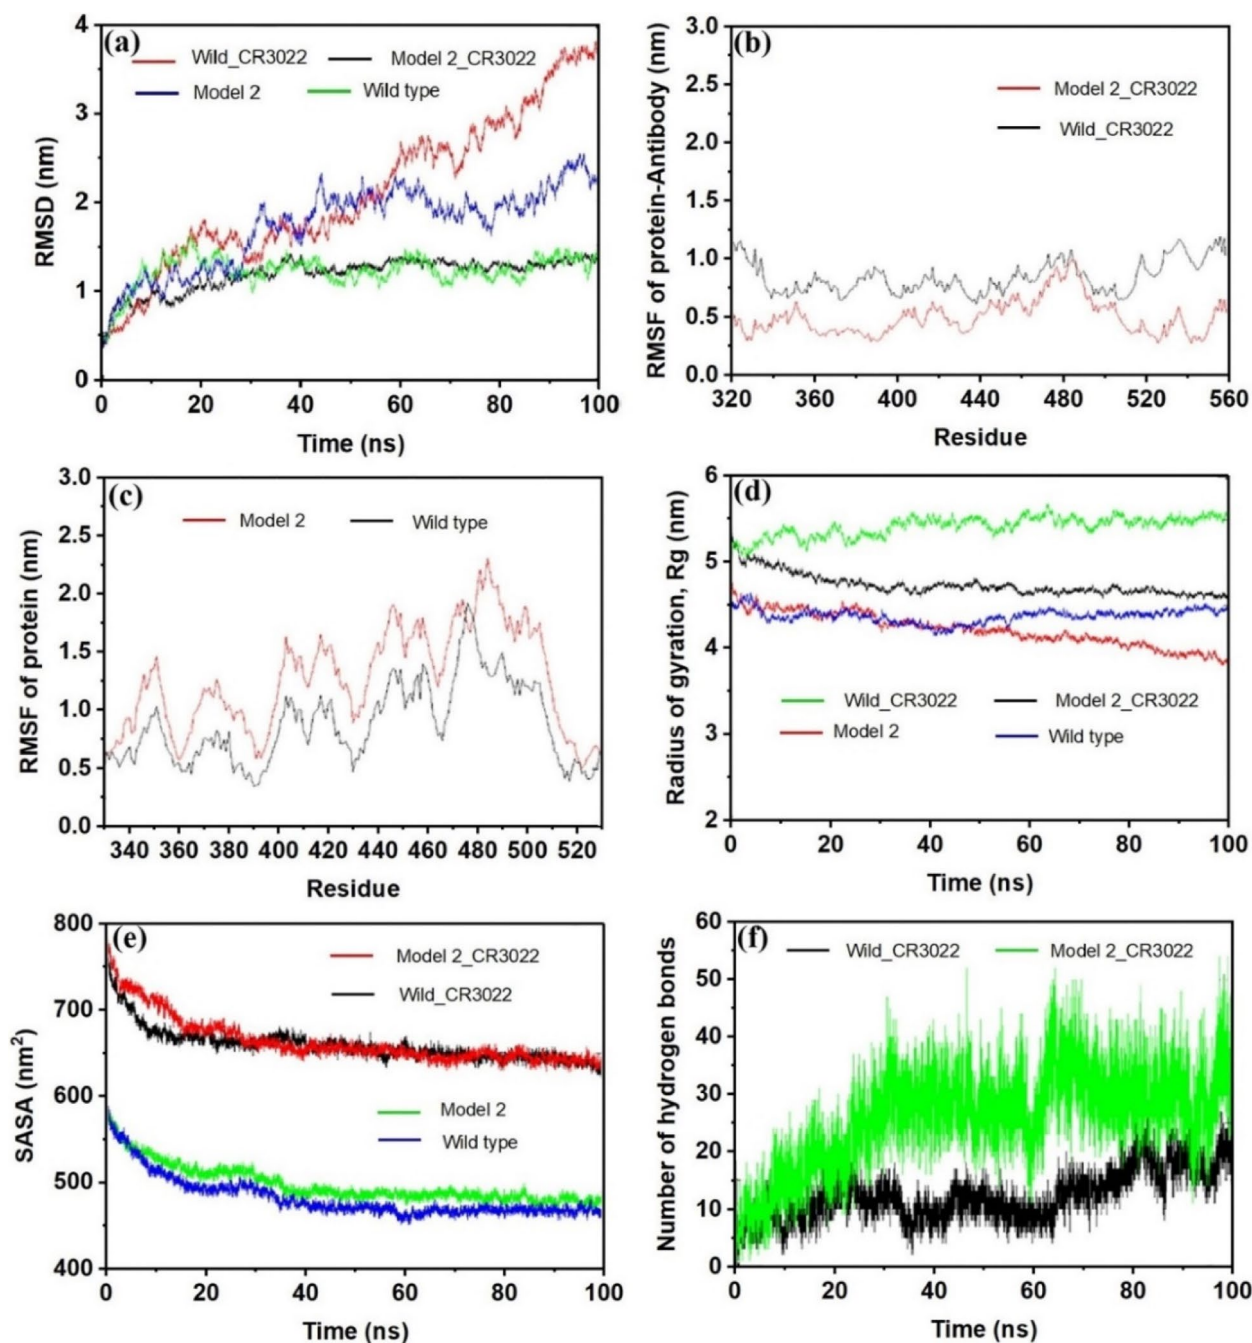 (a)
Wild_CR3022
Model 2_CR3022
Model 2
Wild type
RMSD (nm)
4
3
2
1
0
0 20 40 60 80 100
Time (ns)
(b)
Model 2_CR3022
Wild_CR3022
RMSF of protein-Antibody (nm)
3.0
2.5
2.0
1.5
1.0
0.5
0.0
320 360 400 440 480 520 560
Residue
(c)
Model 2
Wild type
RMSF of protein (nm)
3.0
2.5
2.0
1.5
1.0
0.5
0.0
340 360 380 400 420 440 460 480 500 520
Residue
(d)
Radius of gyration, Rg (nm)
6
5
4
3
2
Wild_CR3022
Model 2_CR3022
Model 2
Wild type
0 20 40 60 80 100
Time (ns)
(e)
Model 2_CR3022
Wild_CR3022
Model 2
Wild type
SASA (nm²)
800
700
600
500
400
0 20 40 60 80 100
Time (ns)
(f)
Wild_CR3022
Model 2_CR3022
Number of hydrogen bonds
60
50
40
30
20
10
0
0 20 40 60 80 100
Time (ns)